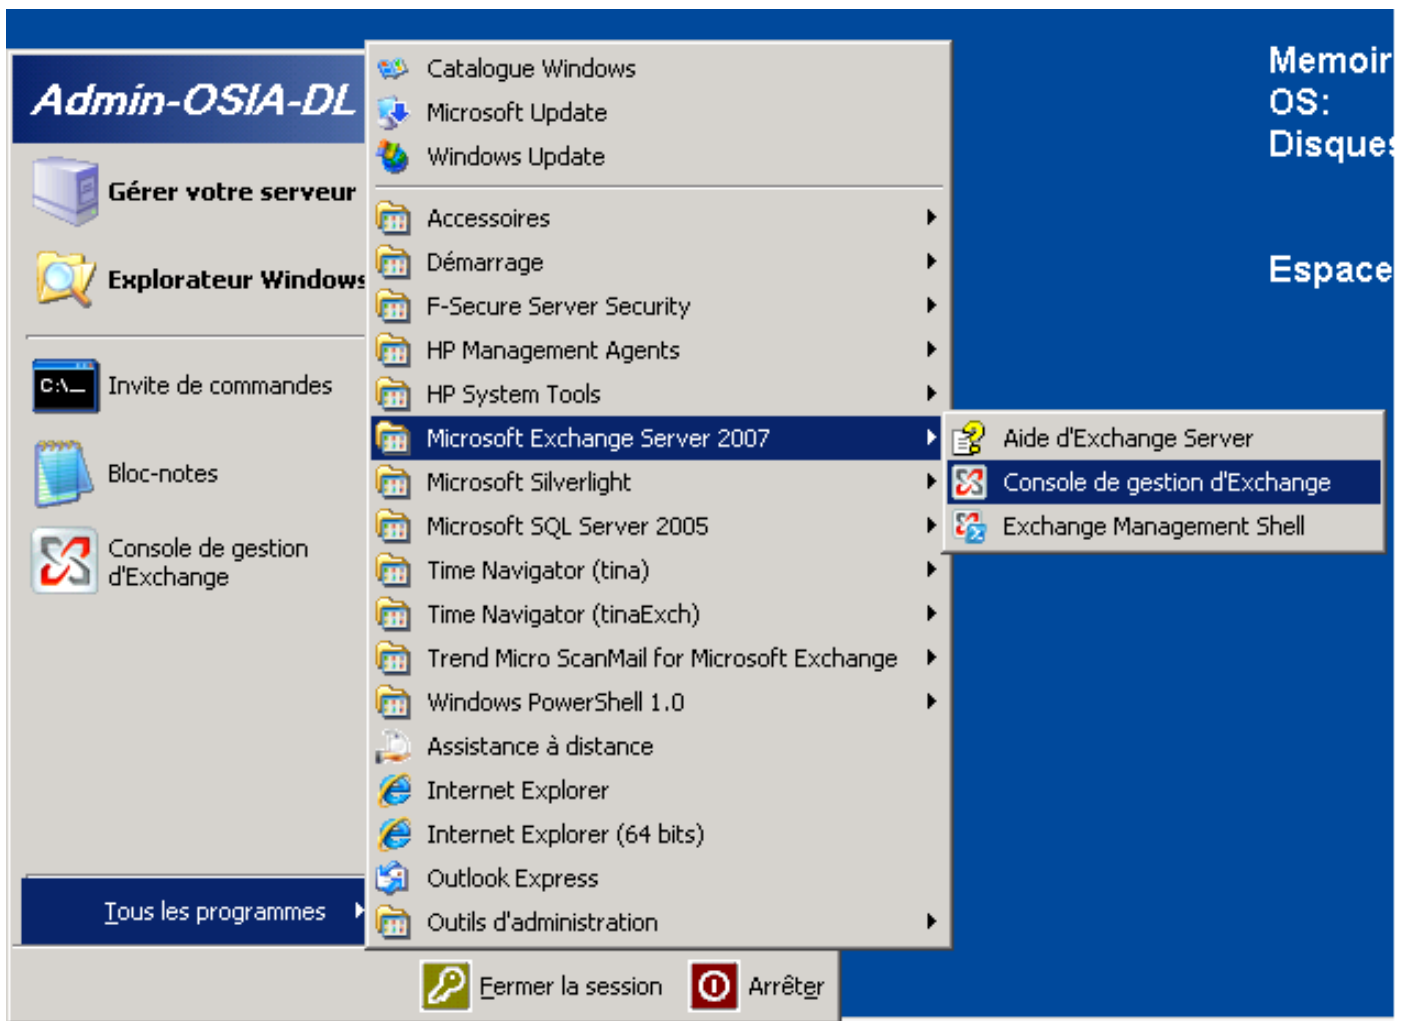 Admin-OSIA-DL
Gérer votre serveur
Explorateur Windows
C:\_
Invite de commandes
Bloc-notes
Console de gestion
d'Exchange
Tous les programmes
Catalogue Windows
Microsoft Update
Windows Update
Accessoires
Démarrage
F-Secure Server Security
HP Management Agents
HP System Tools
Microsoft Exchange Server 2007
Microsoft Silverlight
Microsoft SQL Server 2005
Time Navigator (tina)
Time Navigator (tinaExch)
Trend Micro ScanMail for Microsoft Exchange
Windows PowerShell 1.0
Assistance à distance
Internet Explorer
Internet Explorer (64 bits)
Outlook Express
Outils d'administration
Aide d'Exchange Server
Console de gestion d'Exchange
Exchange Management Shell
Fermer la session
Arrêter
Memoir
OS:
Disques
Espace